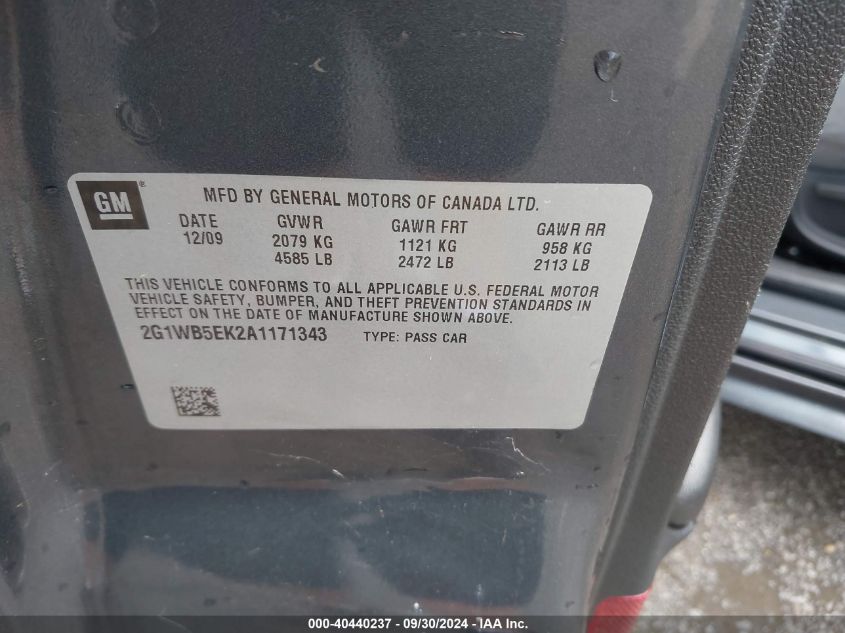 GM ®
MFD BY GENERAL MOTORS OF CANADA LTD.
DATE GVWR GAWR FRT GAWR RR
12/09 2079 KG 1121 KG 958 KG
4585 LB 2472 LB 2113 LB
THIS VEHICLE CONFORMS TO ALL APPLICABLE U.S. FEDERAL MOTOR
VEHICLE SAFETY, BUMPER, AND THEFT PREVENTION STANDARDS IN
EFFECT ON THE DATE OF MANUFACTURE SHOWN ABOVE.
2G1WB5EK2A1171343 TYPE: PASS CAR
000-40440237 - 09/30/2024 - IAA Inc.